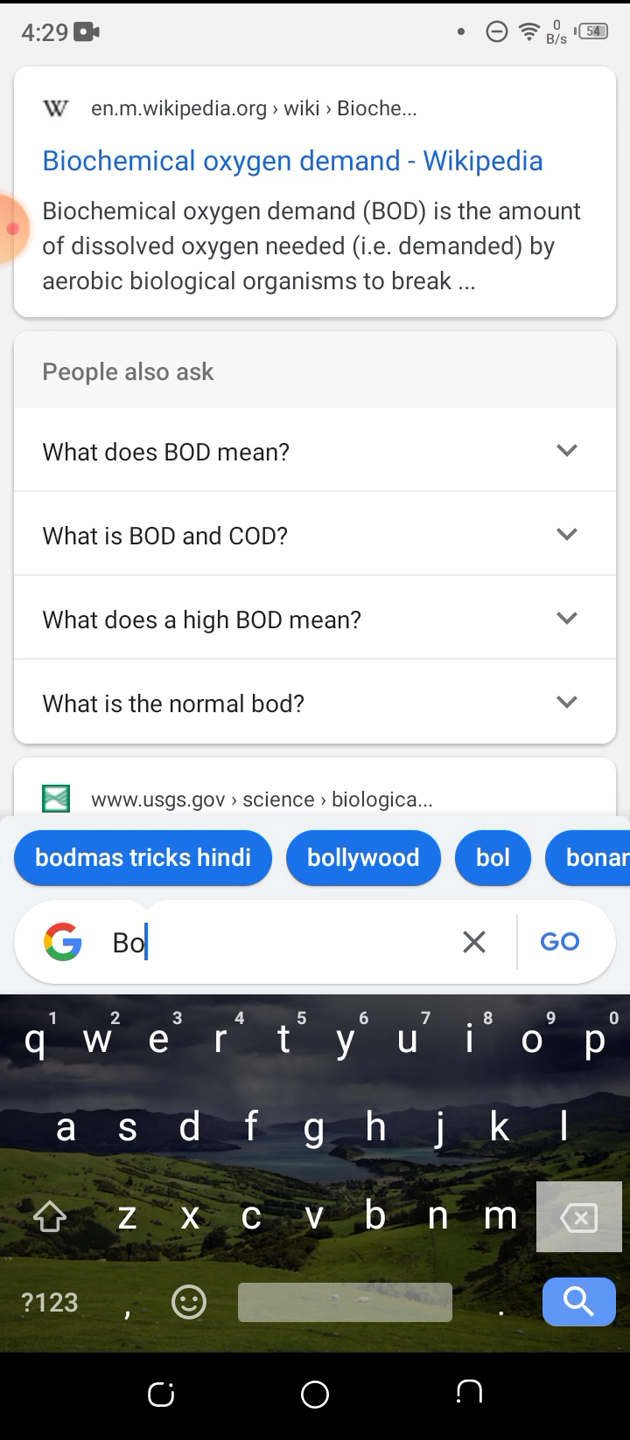 4:29
0
B/s
54
W en.m.wikipedia.org › wiki › Bioche...
Biochemical oxygen demand - Wikipedia
Biochemical oxygen demand (BOD) is the amount
of dissolved oxygen needed (i.e. demanded) by
aerobic biological organisms to break ...
People also ask
What does BOD mean?
What is BOD and COD?
What does a high BOD mean?
What is the normal bod?
www.usgs.gov › science › biologica...
bodmas tricks hindi bollywood bol bonar
G Bo GO
1 2 3 4 5 6 7 8 9 0
q w e r t y u i o p
a s d f g h j k l
z x c v b n m
?123 , .